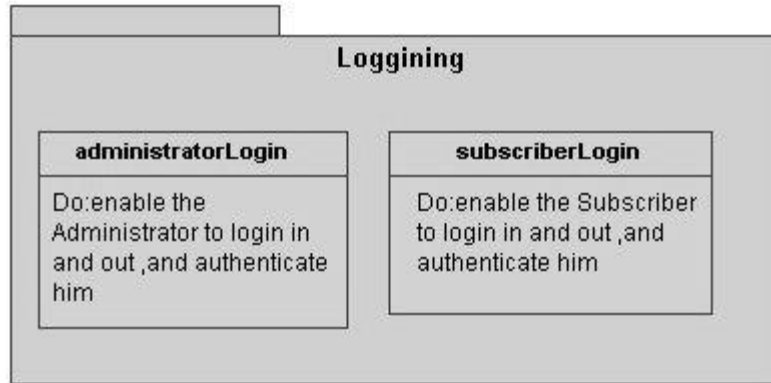 Loggining
administratorLogin
Do:enable the
Administrator to login in
and out ,and authenticate
him
subscriberLogin
Do:enable the Subscriber
to login in and out ,and
authenticate him